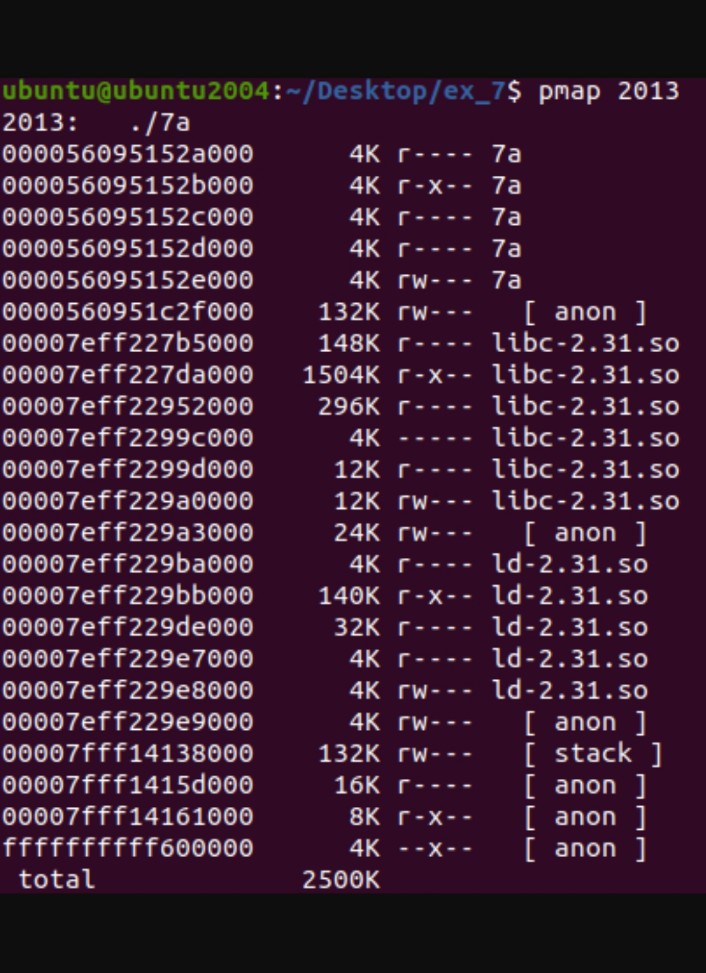 ubuntu@ubuntu2004:~/Desktop/ex_7$ pmap 2013
2013:   ./7a
000056095152a000      4K r---- 7a
000056095152b000      4K r-x-- 7a
000056095152c000      4K r---- 7a
000056095152d000      4K r---- 7a
000056095152e000      4K rw--- 7a
0000560951c2f000    132K rw---   [ anon ]
00007eff227b5000    148K r---- libc-2.31.so
00007eff227da000   1504K r-x-- libc-2.31.so
00007eff22952000    296K r---- libc-2.31.so
00007eff2299c000      4K ----- libc-2.31.so
00007eff2299d000     12K r---- libc-2.31.so
00007eff229a0000     12K rw--- libc-2.31.so
00007eff229a3000     24K rw---   [ anon ]
00007eff229ba000      4K r---- ld-2.31.so
00007eff229bb000    140K r-x-- ld-2.31.so
00007eff229de000     32K r---- ld-2.31.so
00007eff229e7000      4K r---- ld-2.31.so
00007eff229e8000      4K rw--- ld-2.31.so
00007eff229e9000      4K rw---   [ anon ]
00007fff14138000    132K rw---   [ stack ]
00007fff1415d000     16K r----   [ anon ]
00007fff14161000      8K r-x--   [ anon ]
ffffffffff600000      4K --x--   [ anon ]
 total             2500K